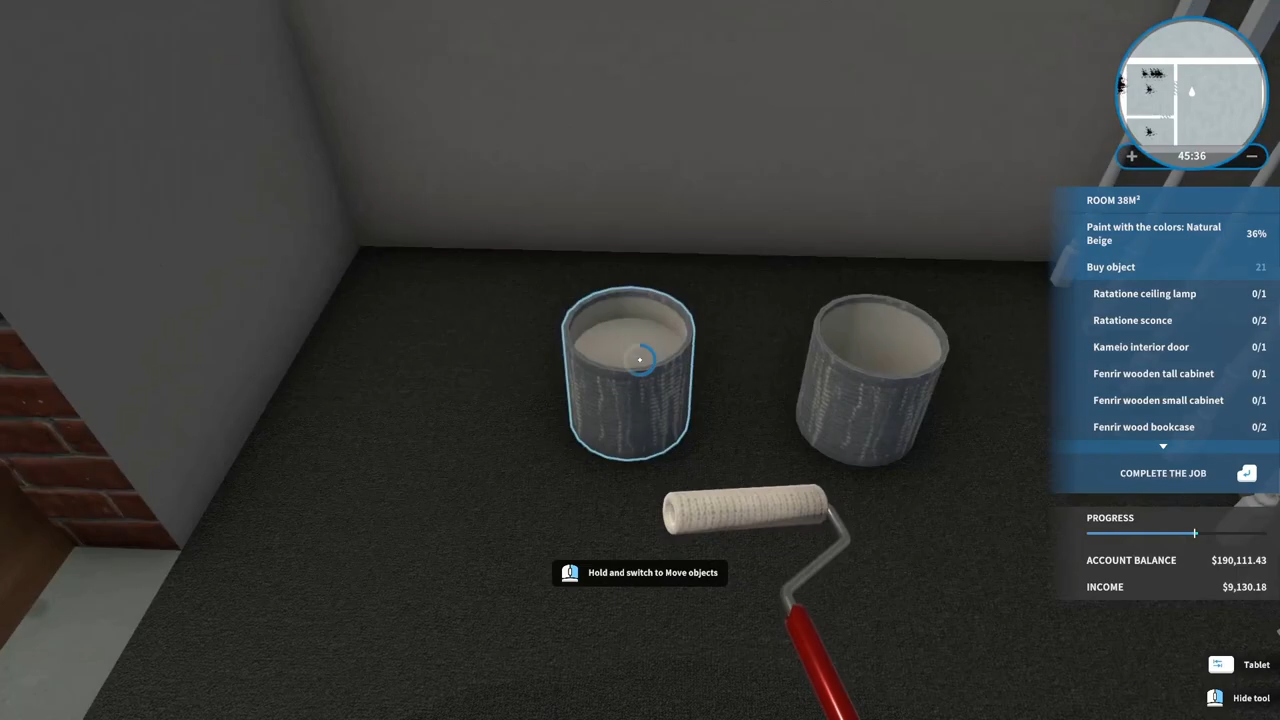 45:36
ROOM 38M²
Paint with the colors: Natural
Beige
36%
Buy object 21
Ratatione ceiling lamp 0/1
Ratatione sconce 0/2
Kameio interior door 0/1
Fenrir wooden tall cabinet 0/1
Fenrir wooden small cabinet 0/1
Fenrir wood bookcase 0/2
COMPLETE THE JOB
PROGRESS
ACCOUNT BALANCE $190,111.43
INCOME $9,130.18
Hold and switch to Move objects
Tablet
Hide tool